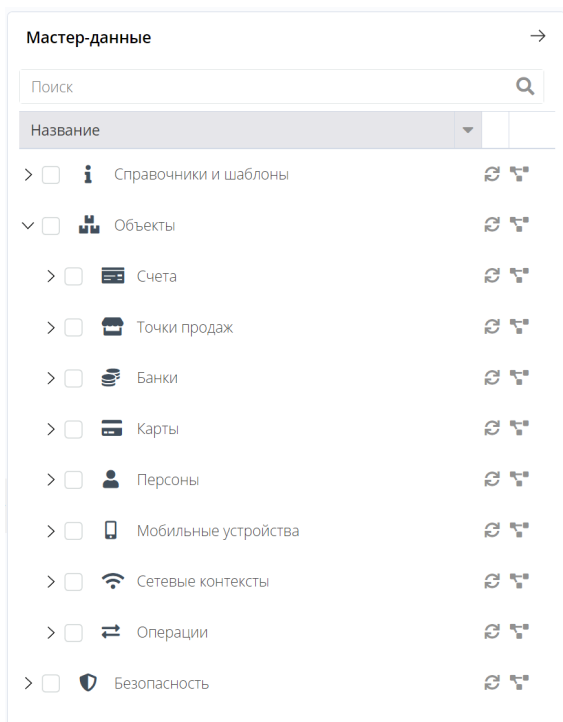 Мастер-данные
Поиск
Название
Справочники и шаблоны
Объекты
Счета
Точки продаж
Банки
Карты
Персоны
Мобильные устройства
Сетевые контексты
Операции
Безопасность